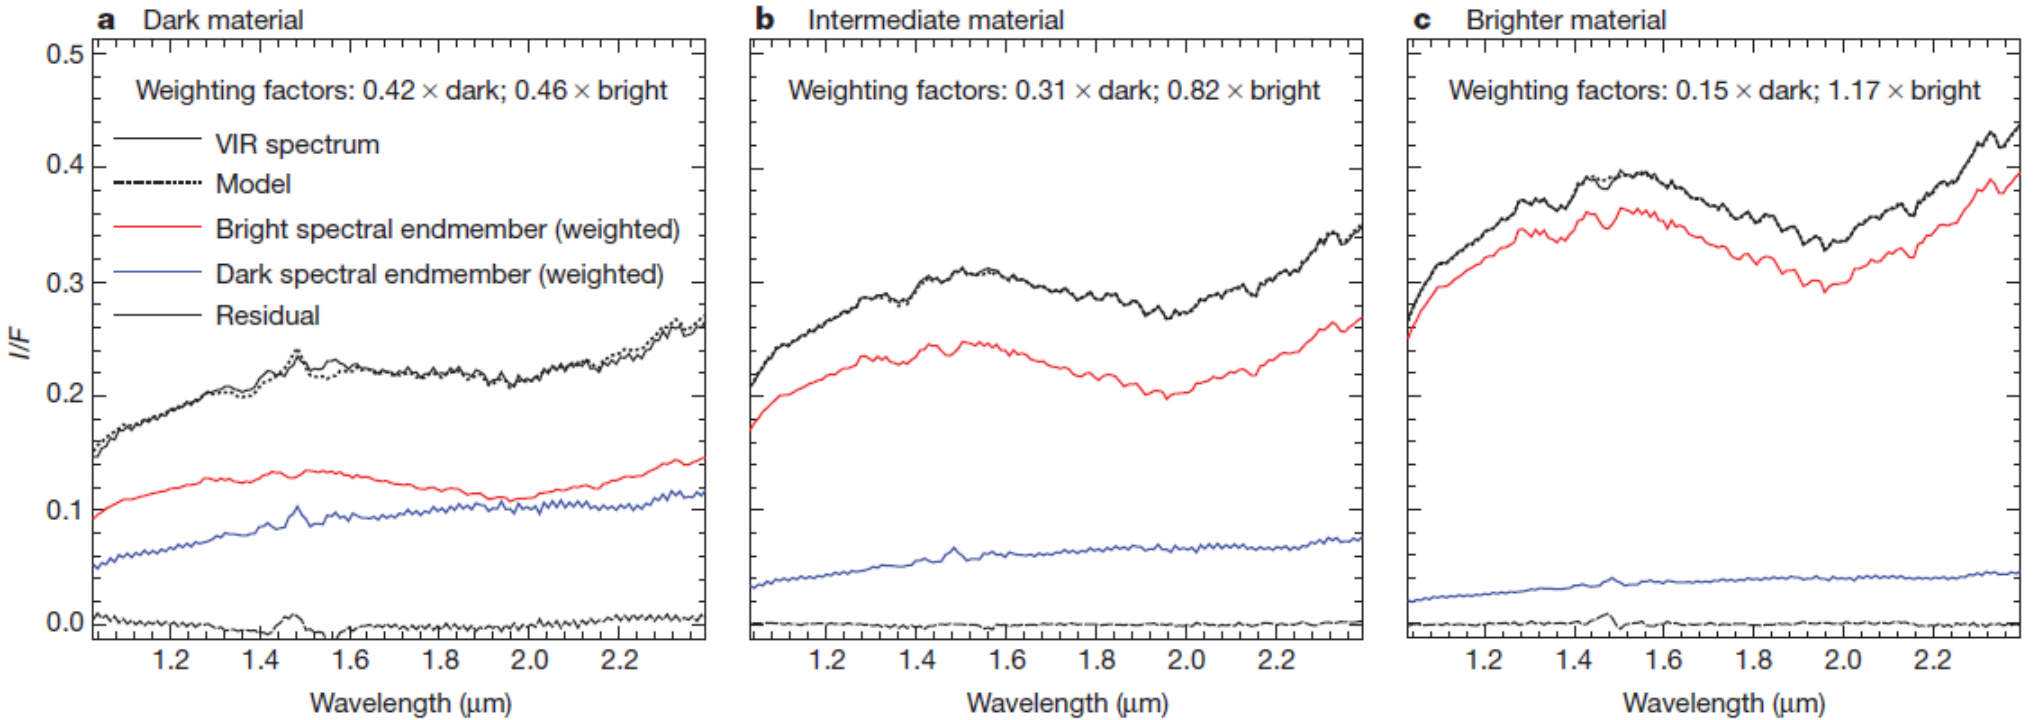 a Dark material
Weighting factors: 0.42 × dark; 0.46 × bright
VIR spectrum
Model
Bright spectral endmember (weighted)
Dark spectral endmember (weighted)
Residual
I/F
0.5
0.4
0.3
0.2
0.1
0.0
1.2 1.4 1.6 1.8 2.0 2.2
Wavelength (μm)
b Intermediate material
Weighting factors: 0.31 × dark; 0.82 × bright
1.2 1.4 1.6 1.8 2.0 2.2
Wavelength (μm)
c Brighter material
Weighting factors: 0.15 × dark; 1.17 × bright
1.2 1.4 1.6 1.8 2.0 2.2
Wavelength (μm)